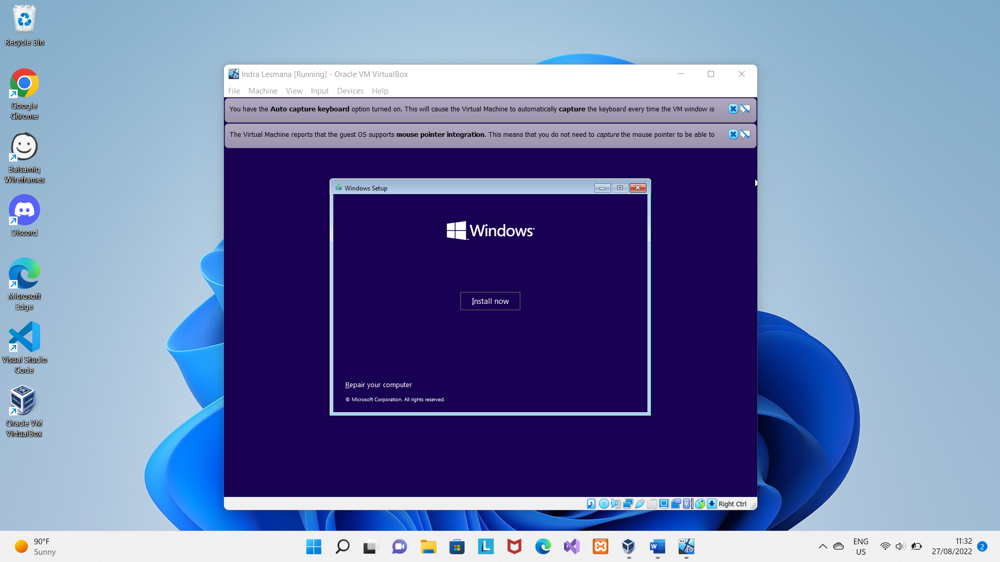 Recycle Bin
Google
Chrome
Balsamiq
Wireframes
Discord
Microsoft
Edge
Visual Studio
Code
Oracle VM
VirtualBox
Indra Lesmana [Running] - Oracle VM VirtualBox
File Machine View Input Devices Help
You have the Auto capture keyboard option turned on. This will cause the Virtual Machine to automatically capture the keyboard every time the VM window is
The Virtual Machine reports that the guest OS supports mouse pointer integration. This means that you do not need to capture the mouse pointer to be able to
Windows Setup
Windows
Install now
Repair your computer
© Microsoft Corporation. All rights reserved.
Right Ctrl
90°F
Sunny
ENG
US
11:32
27/08/2022
2